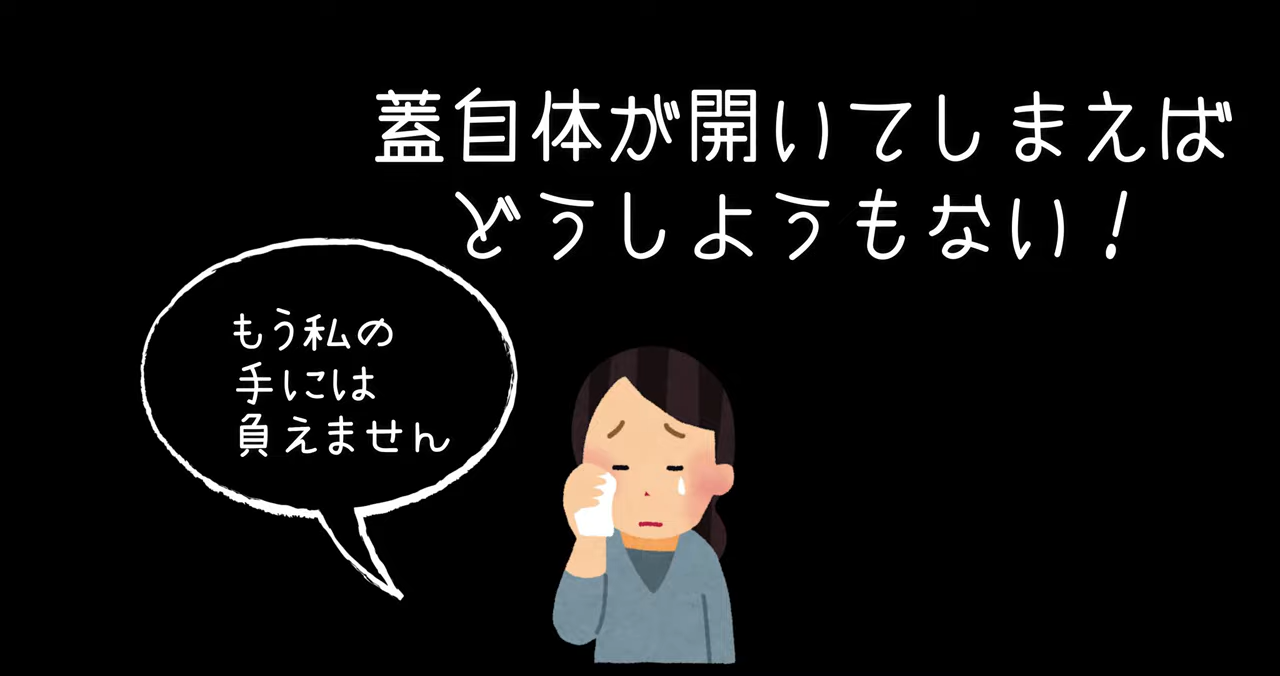 蓋自体が開いてしまえば
どうしようもない！
もう私の
手には
負えません